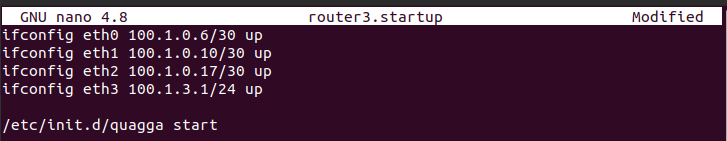 GNU nano 4.8 router3.startup Modified
ifconfig eth0 100.1.0.6/30 up
ifconfig eth1 100.1.0.10/30 up
ifconfig eth2 100.1.0.17/30 up
ifconfig eth3 100.1.3.1/24 up
/etc/init.d/quagga start